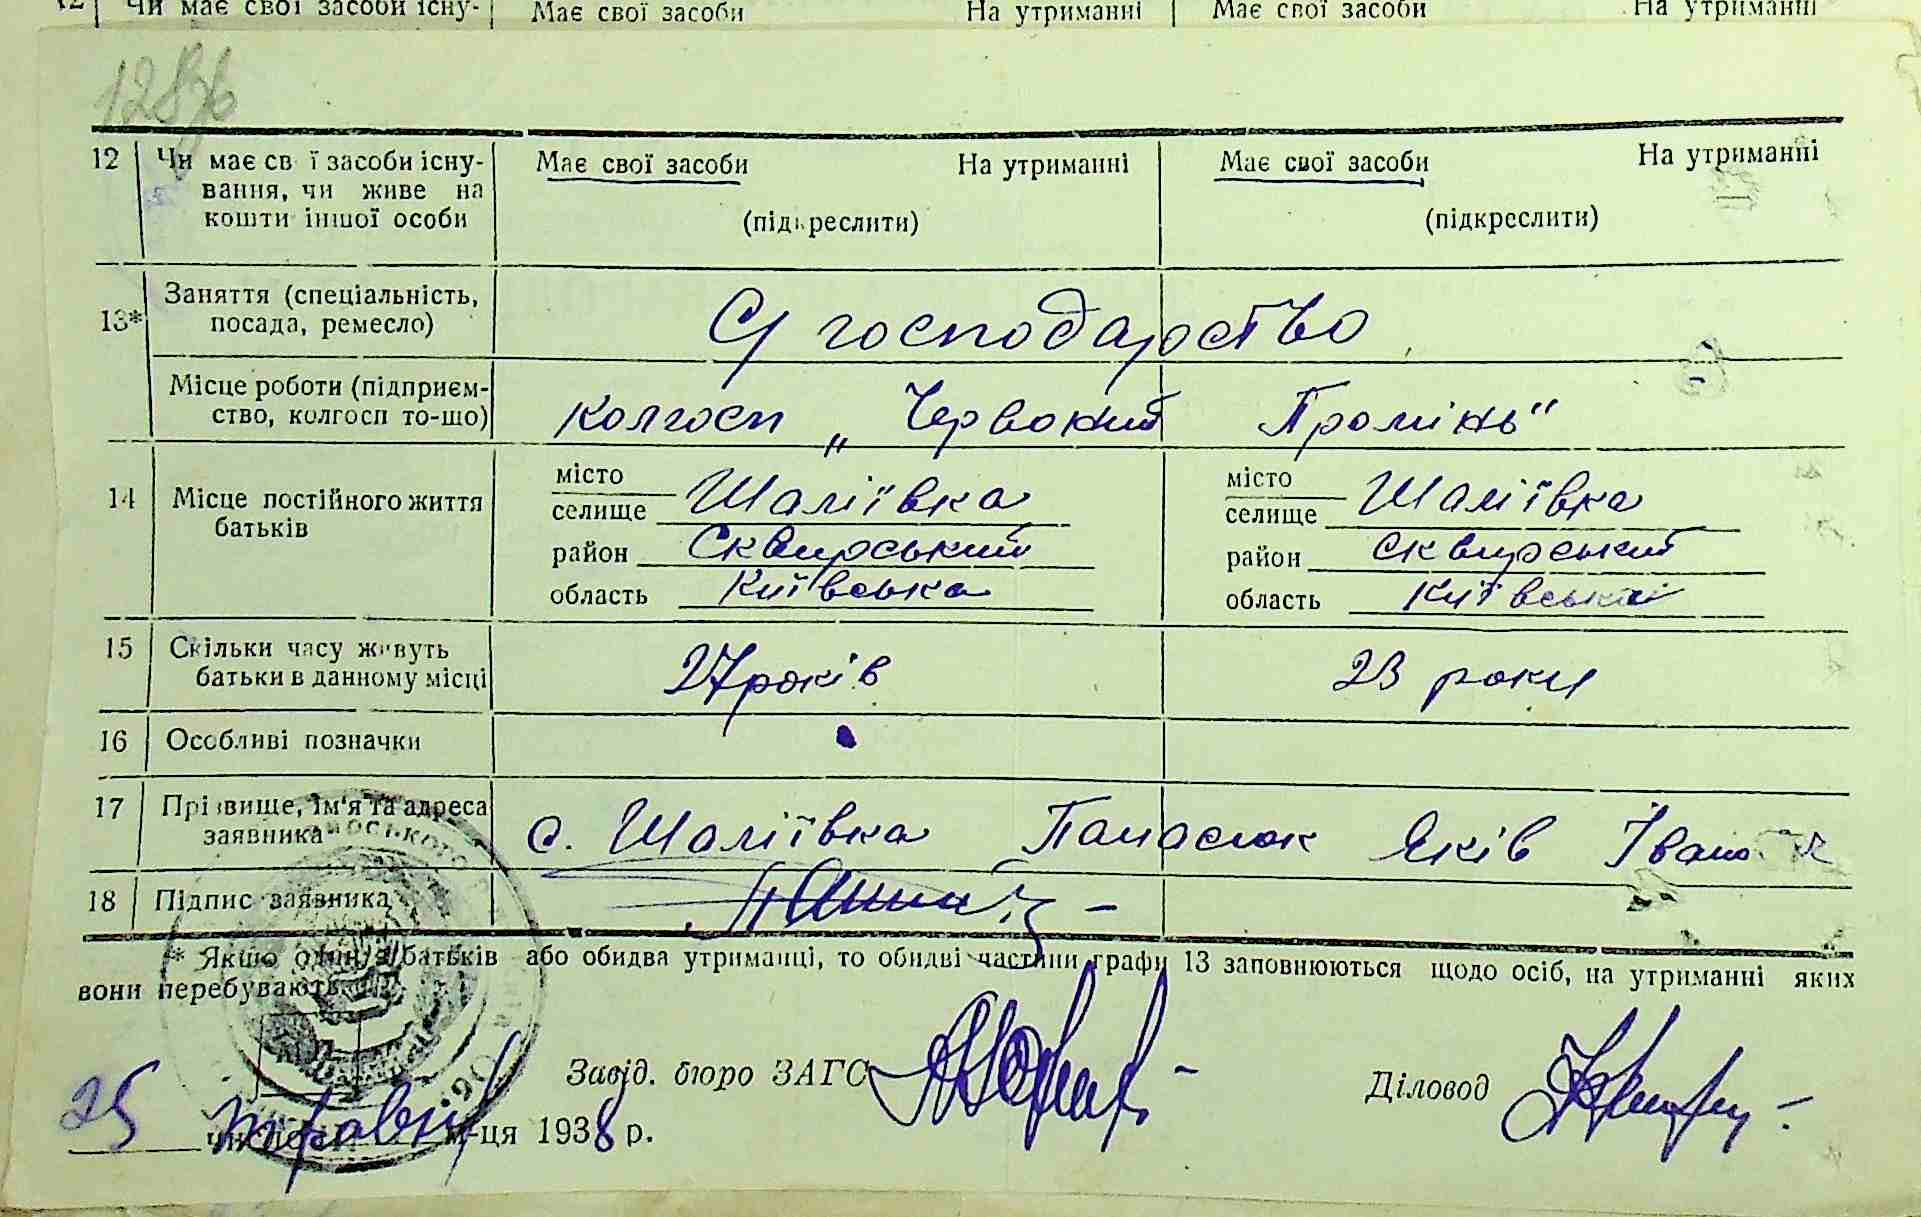 12 Чи має свої засоби існу- Має свої засоби На утриманні Має свої засоби На утриманні
12 Чи має св ї засоби існу- Має свої засоби На утриманні Має свої засоби На утриманні
вання, чи живе на
кошти іншої особи (підкреслити) (підкреслити)
13* Заняття (спеціальність,
посада, ремесло) С/господарство
Місце роботи (підприєм-
ство, колгосп то-що) колгосп „Червоний Промінь"
14 Місце постійного життя
батьків
місто
селище Шаліївка
район Сквирський
область Київська
місто
селище Шаліївка
район Сквирський
область Київська
15 Скільки часу живуть
батьки в данному місці 27 років 23 роки
16 Особливі позначки
17 Прізвище, ім'я та адреса
заявника с. Шаліївка Панасюк Яків Івано
18 Підпис заявника
* Якщо один з батьків або обидва утриманці, то обидві частини графи 13 заповнюються щодо осіб, на утриманні яких
вони перебувають
Завід. бюро ЗАГС Діловод
25 травня м-ця 1938 р.